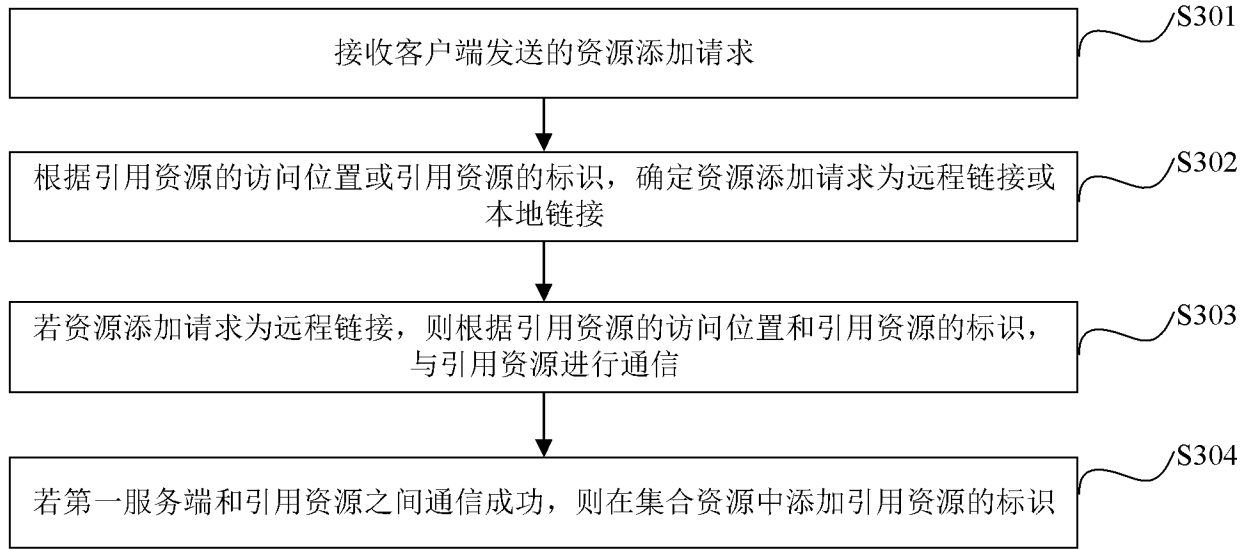 S301
接收客户端发送的资源添加请求
S302
根据引用资源的访问位置或引用资源的标识，确定资源添加请求为远程链接或
本地链接
S303
若资源添加请求为远程链接，则根据引用资源的访问位置和引用资源的标识，
与引用资源进行通信
S304
若第一服务端和引用资源之间通信成功，则在集合资源中添加引用资源的标识